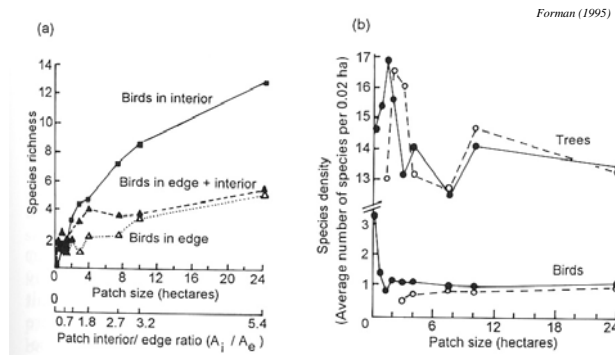 Forman (1995)
(a)
Species richness
14
12
10
8
6
4
2
0
Birds in interior
Birds in edge + interior
Birds in edge
0 4 8 12 16 20 24
Patch size (hectares)
0
0.7 1.8 2.7 3.2 5.4
Patch interior/ edge ratio (Ai / Ae)
(b)
Species density
(Average number of species per 0.02 ha)
17
16
15
14
13
3
2
1
0
Trees
Birds
0 6 12 18 24
Patch size (hectares)